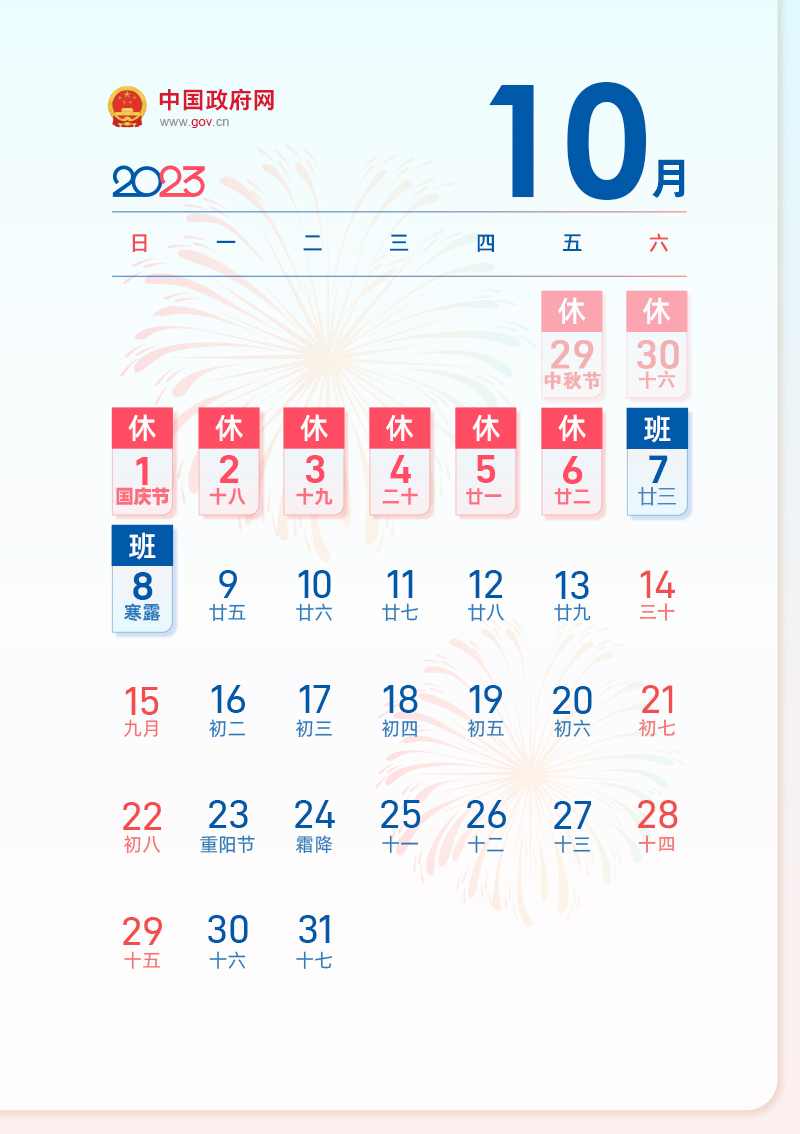 中国政府网
www.gov.cn
10月
2023
日 一 二 三 四 五 六
休 休
29 30
中秋节 十六
休 休 休 休 休 休 班
1 2 3 4 5 6 7
国庆节 十八 十九 二十 廿一 廿二 廿三
班
8 9 10 11 12 13 14
寒露 廿五 廿六 廿七 廿八 廿九 三十
15 16 17 18 19 20 21
九月 初二 初三 初四 初五 初六 初七
22 23 24 25 26 27 28
初八 重阳节 霜降 十一 十二 十三 十四
29 30 31
十五 十六 十七